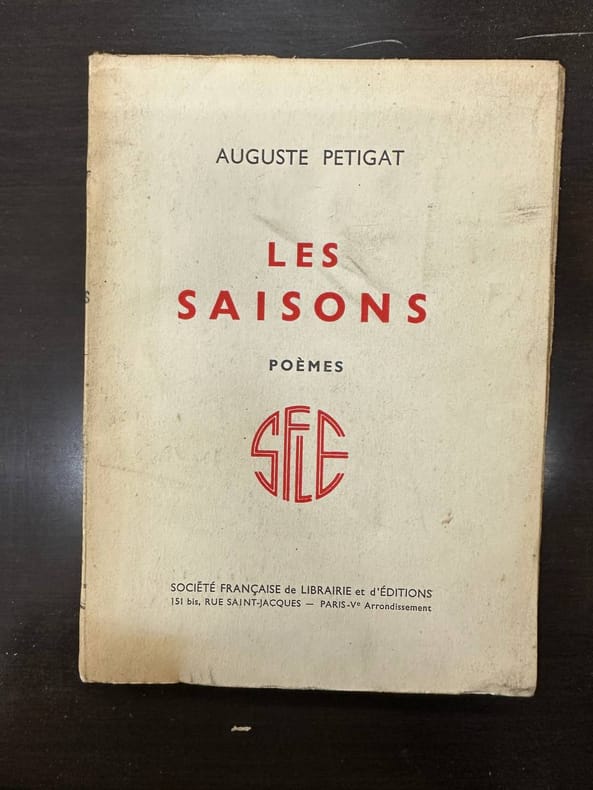 AUGUSTE PETIGAT
LES
SAISONS
POÈMES
SFLE
SOCIÉTÉ FRANÇAISE de LIBRAIRIE et d'ÉDITIONS
151 bis, RUE SAINT-JACQUES — PARIS-Vᵉ Arrondissement